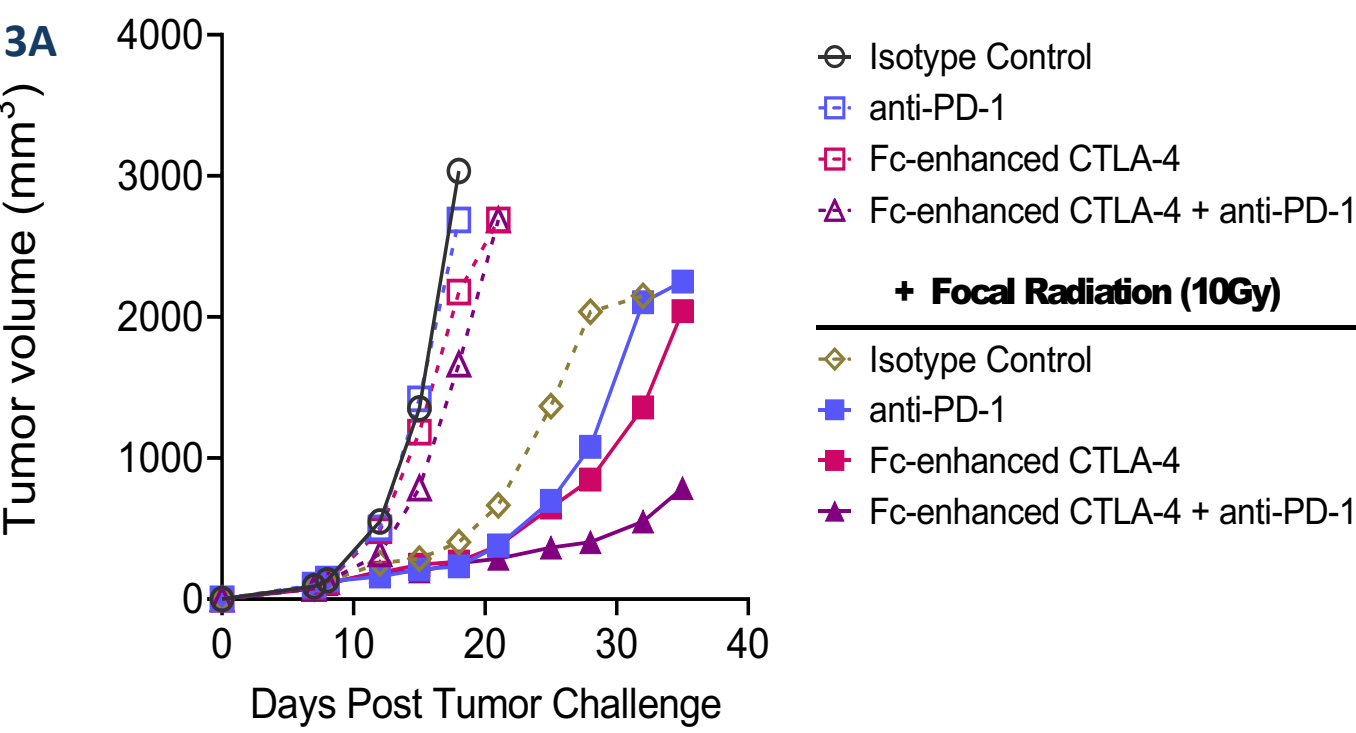 3A
Tumor volume (mm³)
4000
3000
2000
1000
0
0 10 20 30 40
Days Post Tumor Challenge
Isotype Control
anti-PD-1
Fc-enhanced CTLA-4
Fc-enhanced CTLA-4 + anti-PD-1
+ Focal Radiation (10Gy)
Isotype Control
anti-PD-1
Fc-enhanced CTLA-4
Fc-enhanced CTLA-4 + anti-PD-1